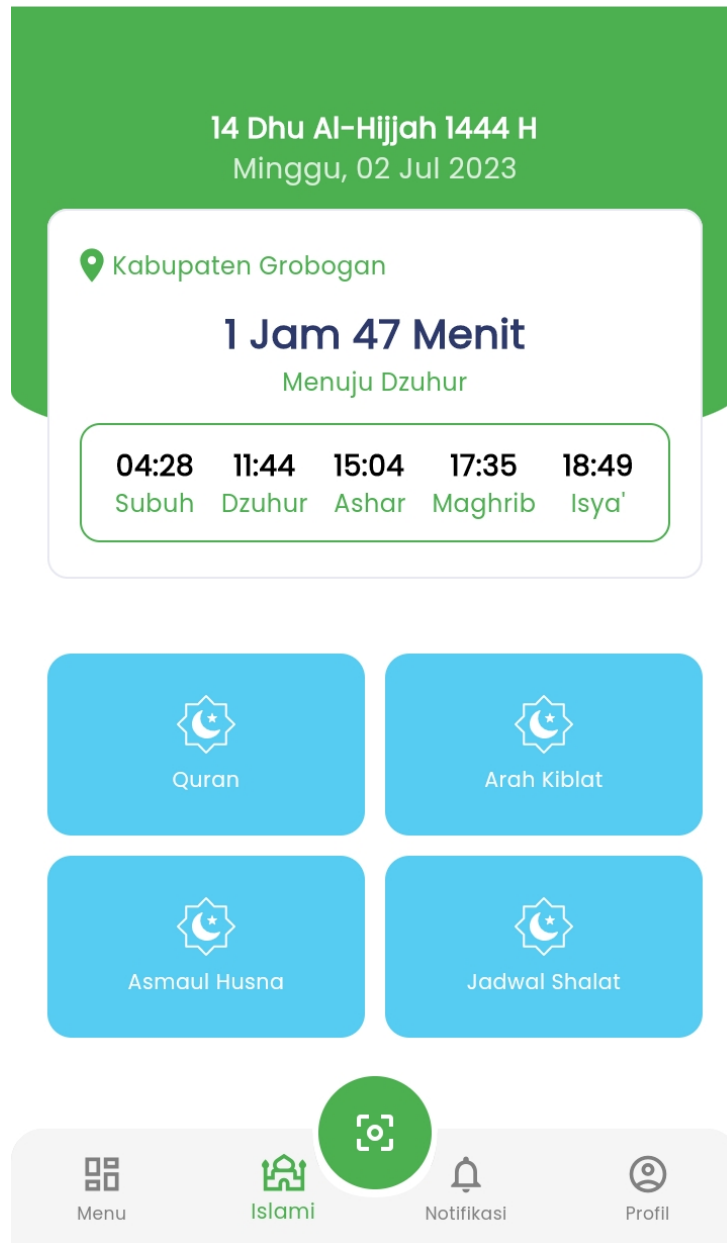 14 Dhu Al-Hijjah 1444 H
Minggu, 02 Jul 2023
Kabupaten Grobogan
1 Jam 47 Menit
Menuju Dzuhur
04:28 11:44 15:04 17:35 18:49
Subuh Dzuhur Ashar Maghrib Isya'
Quran Arah Kiblat
Asmaul Husna Jadwal Shalat
Menu Islami Notifikasi Profil